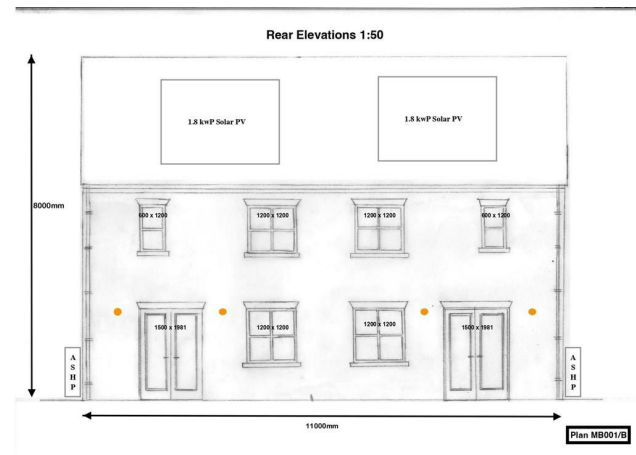 Rear Elevations 1:50
1.8 kwP Solar PV
1.8 kwP Solar PV
8000mm
600 x 1200
1200 x 1200
1200 x 1200
600 x 1200
1500 x 1981
1200 x 1200
1200 x 1200
1500 x 1981
A
S
H
P
A
S
H
P
11000mm
Plan MB001/B